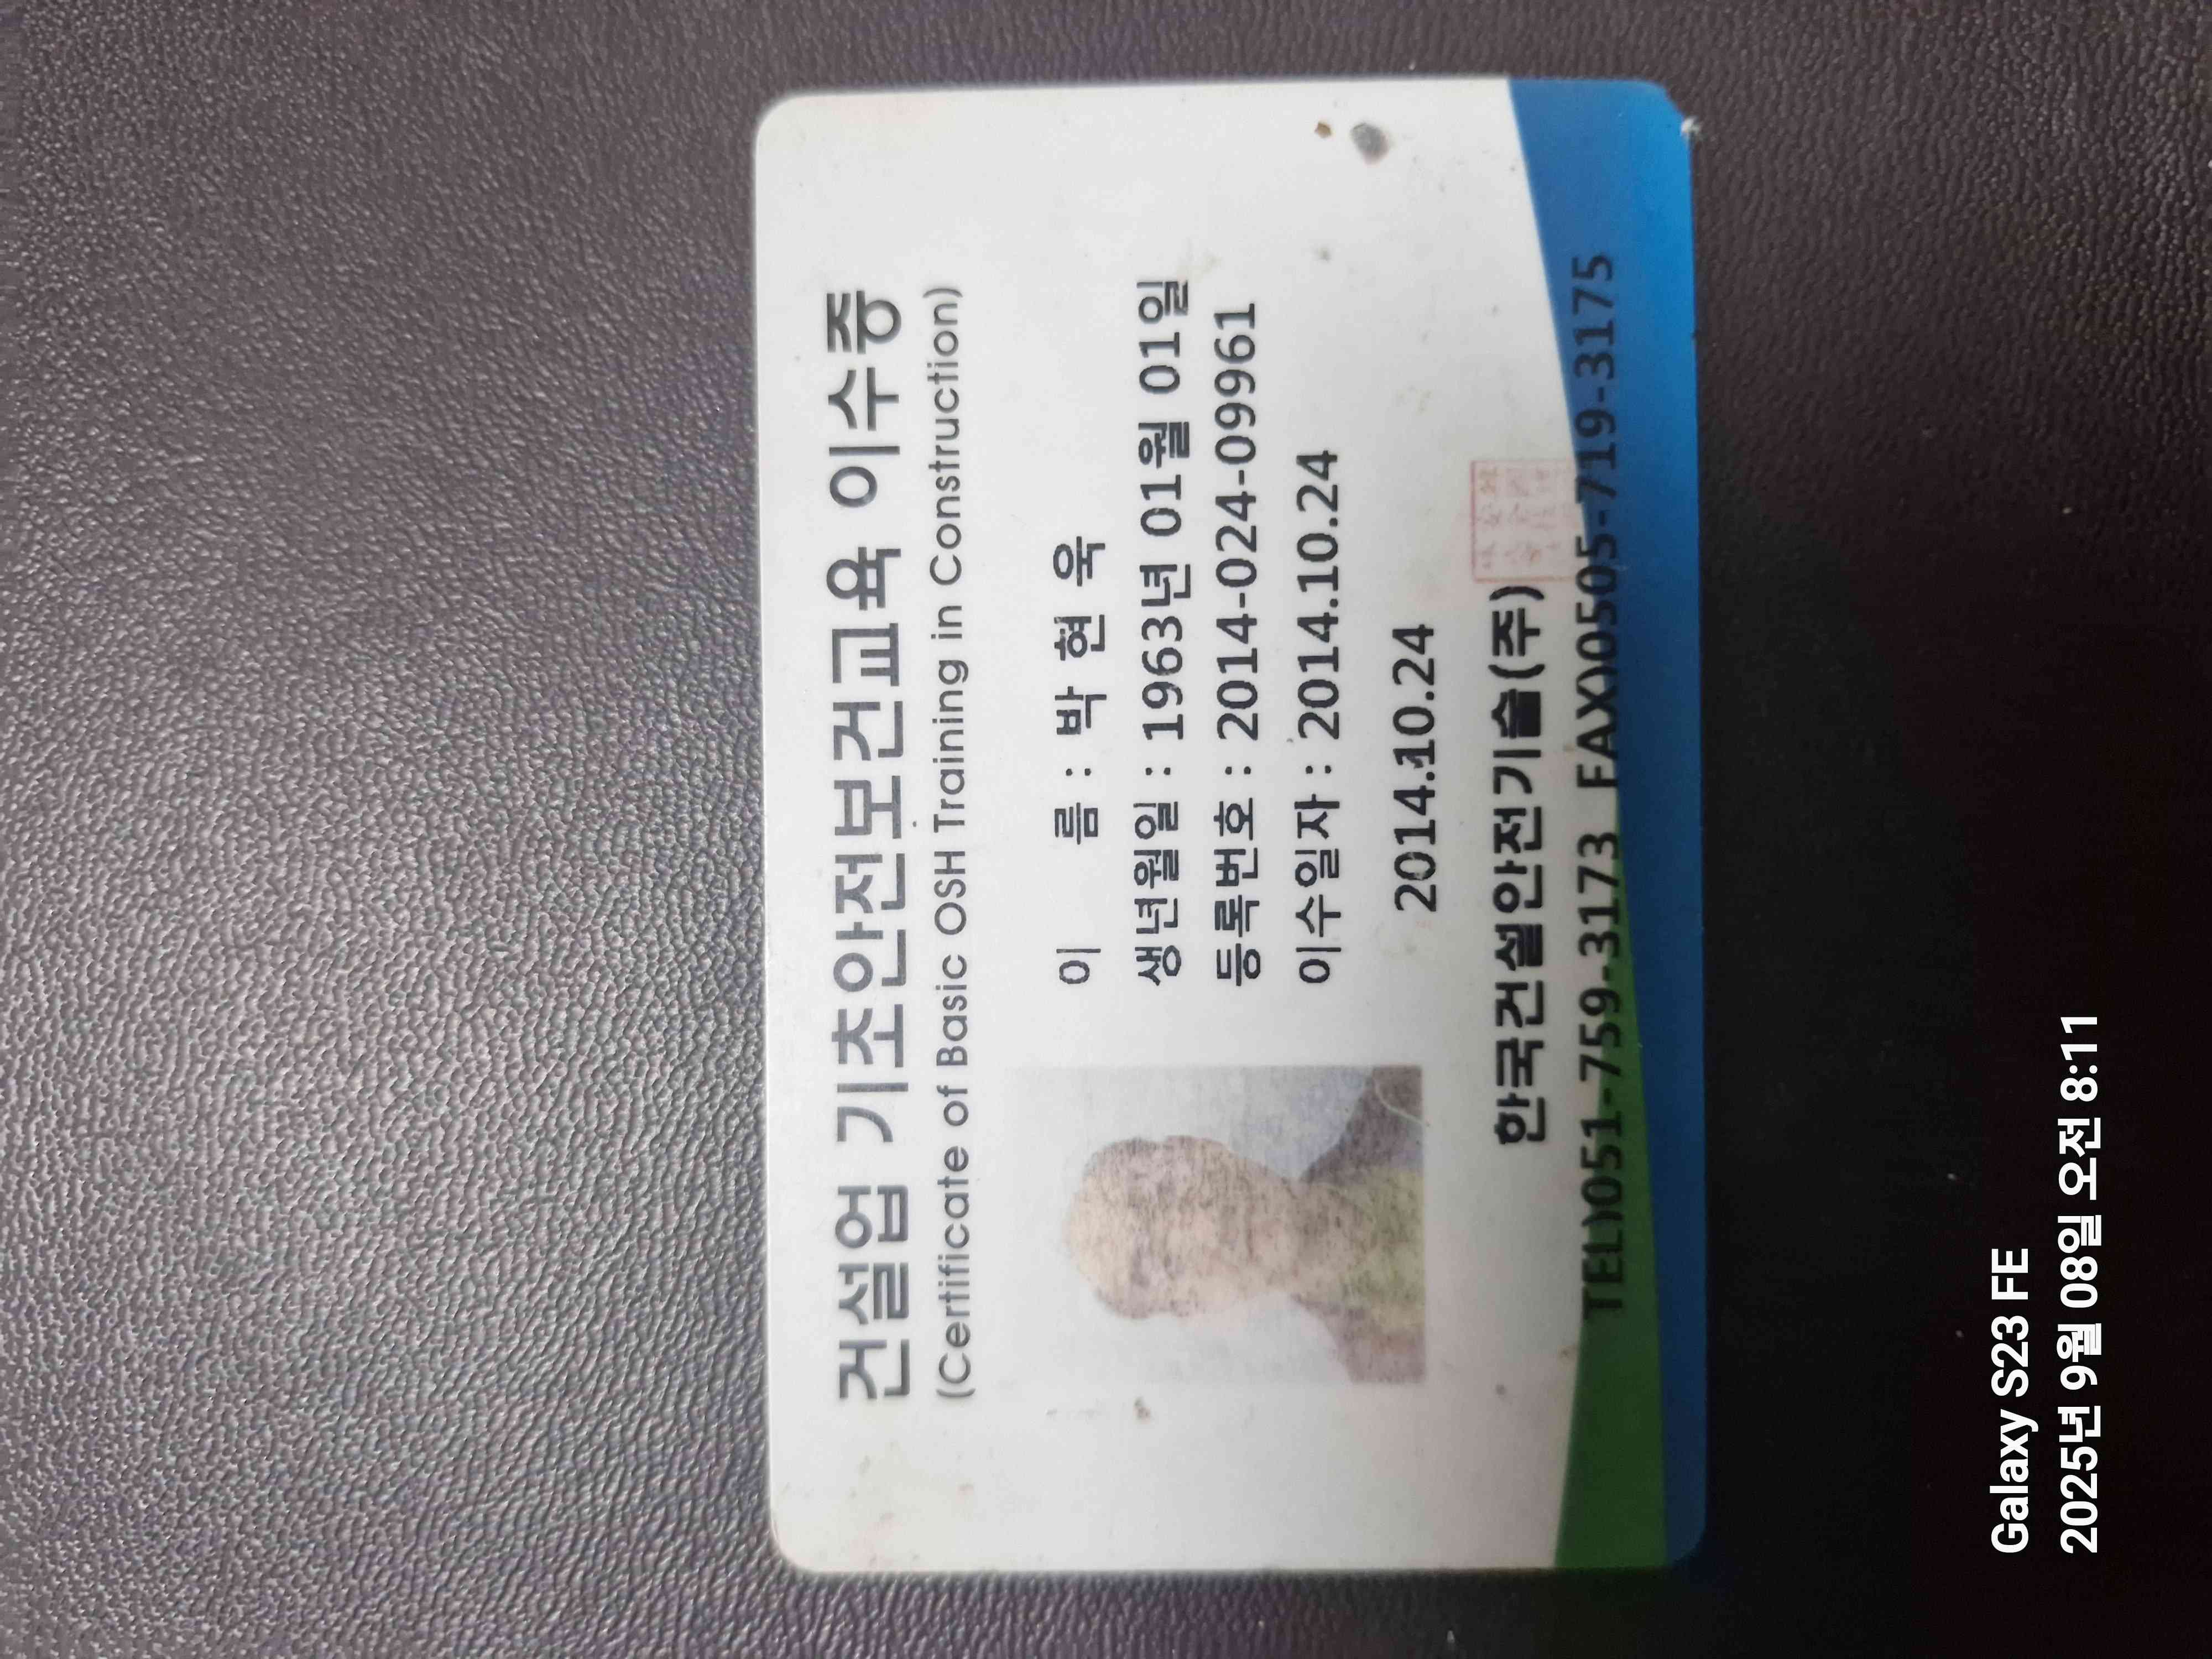 건설업 기초안전보건교육 이수증
(Certificate of Basic OSH Training in Construction)
이 름 : 박 현 욱
생년월일 : 1963년 01월 01일
등록번호 : 2014-024-09961
이수일자 : 2014.10.24
2014.10.24
한국건설안전기술(주)
TEL)051-759-3173 FAX)0505-719-3175
Galaxy S23 FE
2025년 9월 08일 오전 8:11